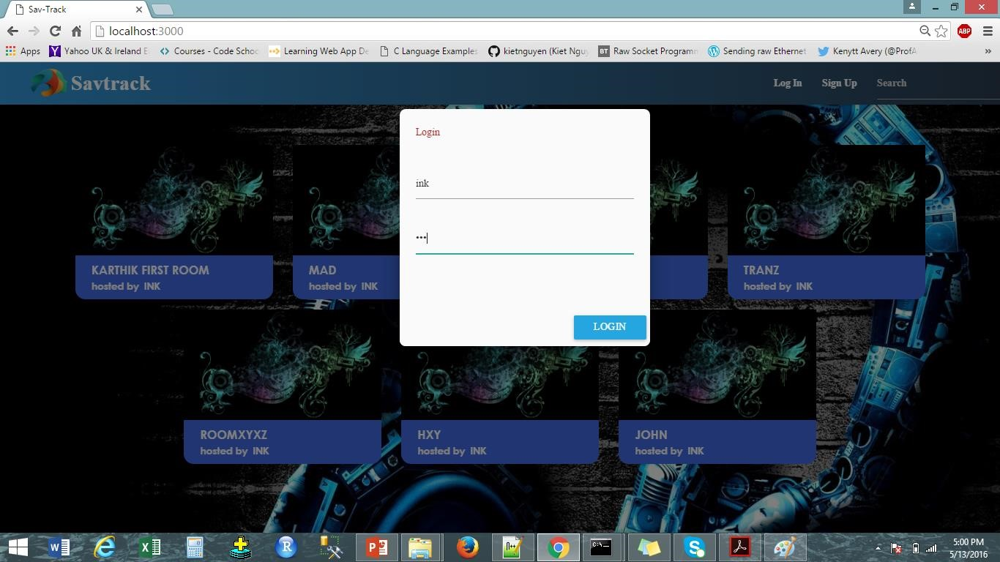 Sav-Track
localhost:3000
ABP
Apps
Yahoo UK & Ireland E
Courses - Code Schoo
Learning Web App De
C Language Examples
kietnguyen (Kiet Ngu
BT Raw Socket Programm
Sending raw Ethernet
Kenytt Avery (@ProfA
»
Savtrack
Log In
Sign Up
Search
Login
ink
•••
LOGIN
KARTHIK FIRST ROOM
hosted by INK
MAD
hosted by INK
TRANZ
hosted by INK
ROOMXYXZ
hosted by INK
HXY
hosted by INK
JOHN
hosted by INK
5:00 PM
5/13/2016